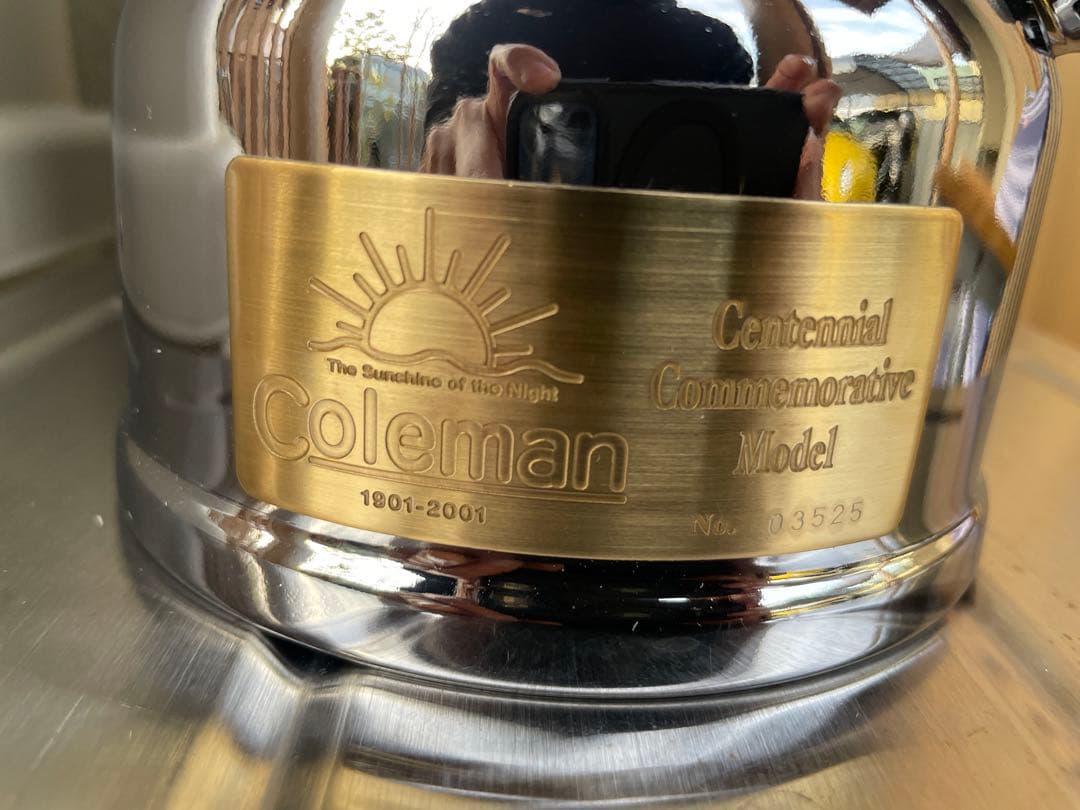 The Sunshine of the Night
Coleman
1901-2001
Centennial
Commemorative
Model
No. 03525